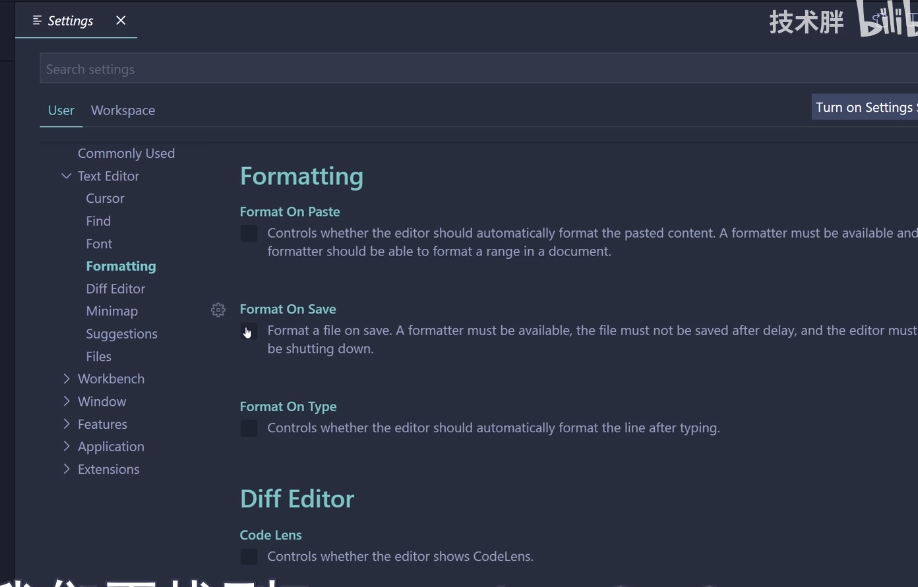 Settings
技术胖
bilib
Search settings
User
Workspace
Turn on Settings
Commonly Used
Text Editor
Cursor
Find
Font
Formatting
Diff Editor
Minimap
Suggestions
Files
Workbench
Window
Features
Application
Extensions
Formatting
Format On Paste
Controls whether the editor should automatically format the pasted content. A formatter must be available and
formatter should be able to format a range in a document.
Format On Save
Format a file on save. A formatter must be available, the file must not be saved after delay, and the editor must
be shutting down.
Format On Type
Controls whether the editor should automatically format the line after typing.
Diff Editor
Code Lens
Controls whether the editor shows CodeLens.